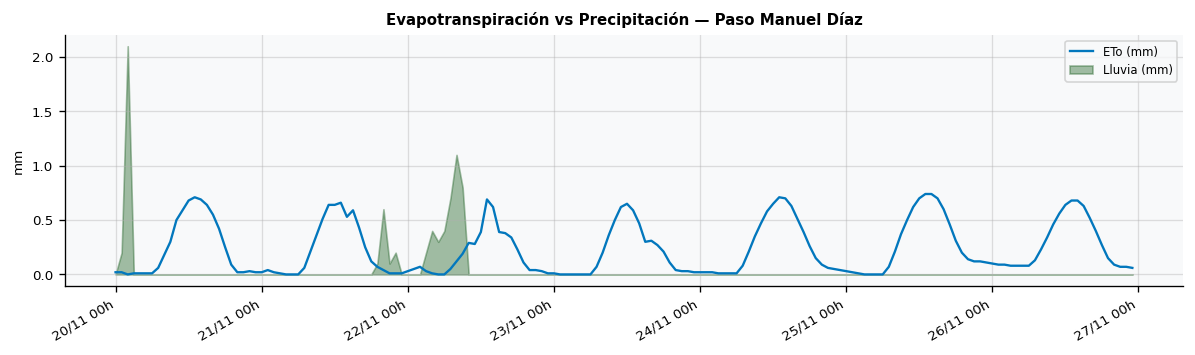 Evapotranspiración vs Precipitación — Paso Manuel Díaz
ETo (mm)
Lluvia (mm)
mm
2.0
1.5
1.0
0.5
0.0
20/11 00h
21/11 00h
22/11 00h
23/11 00h
24/11 00h
25/11 00h
26/11 00h
27/11 00h